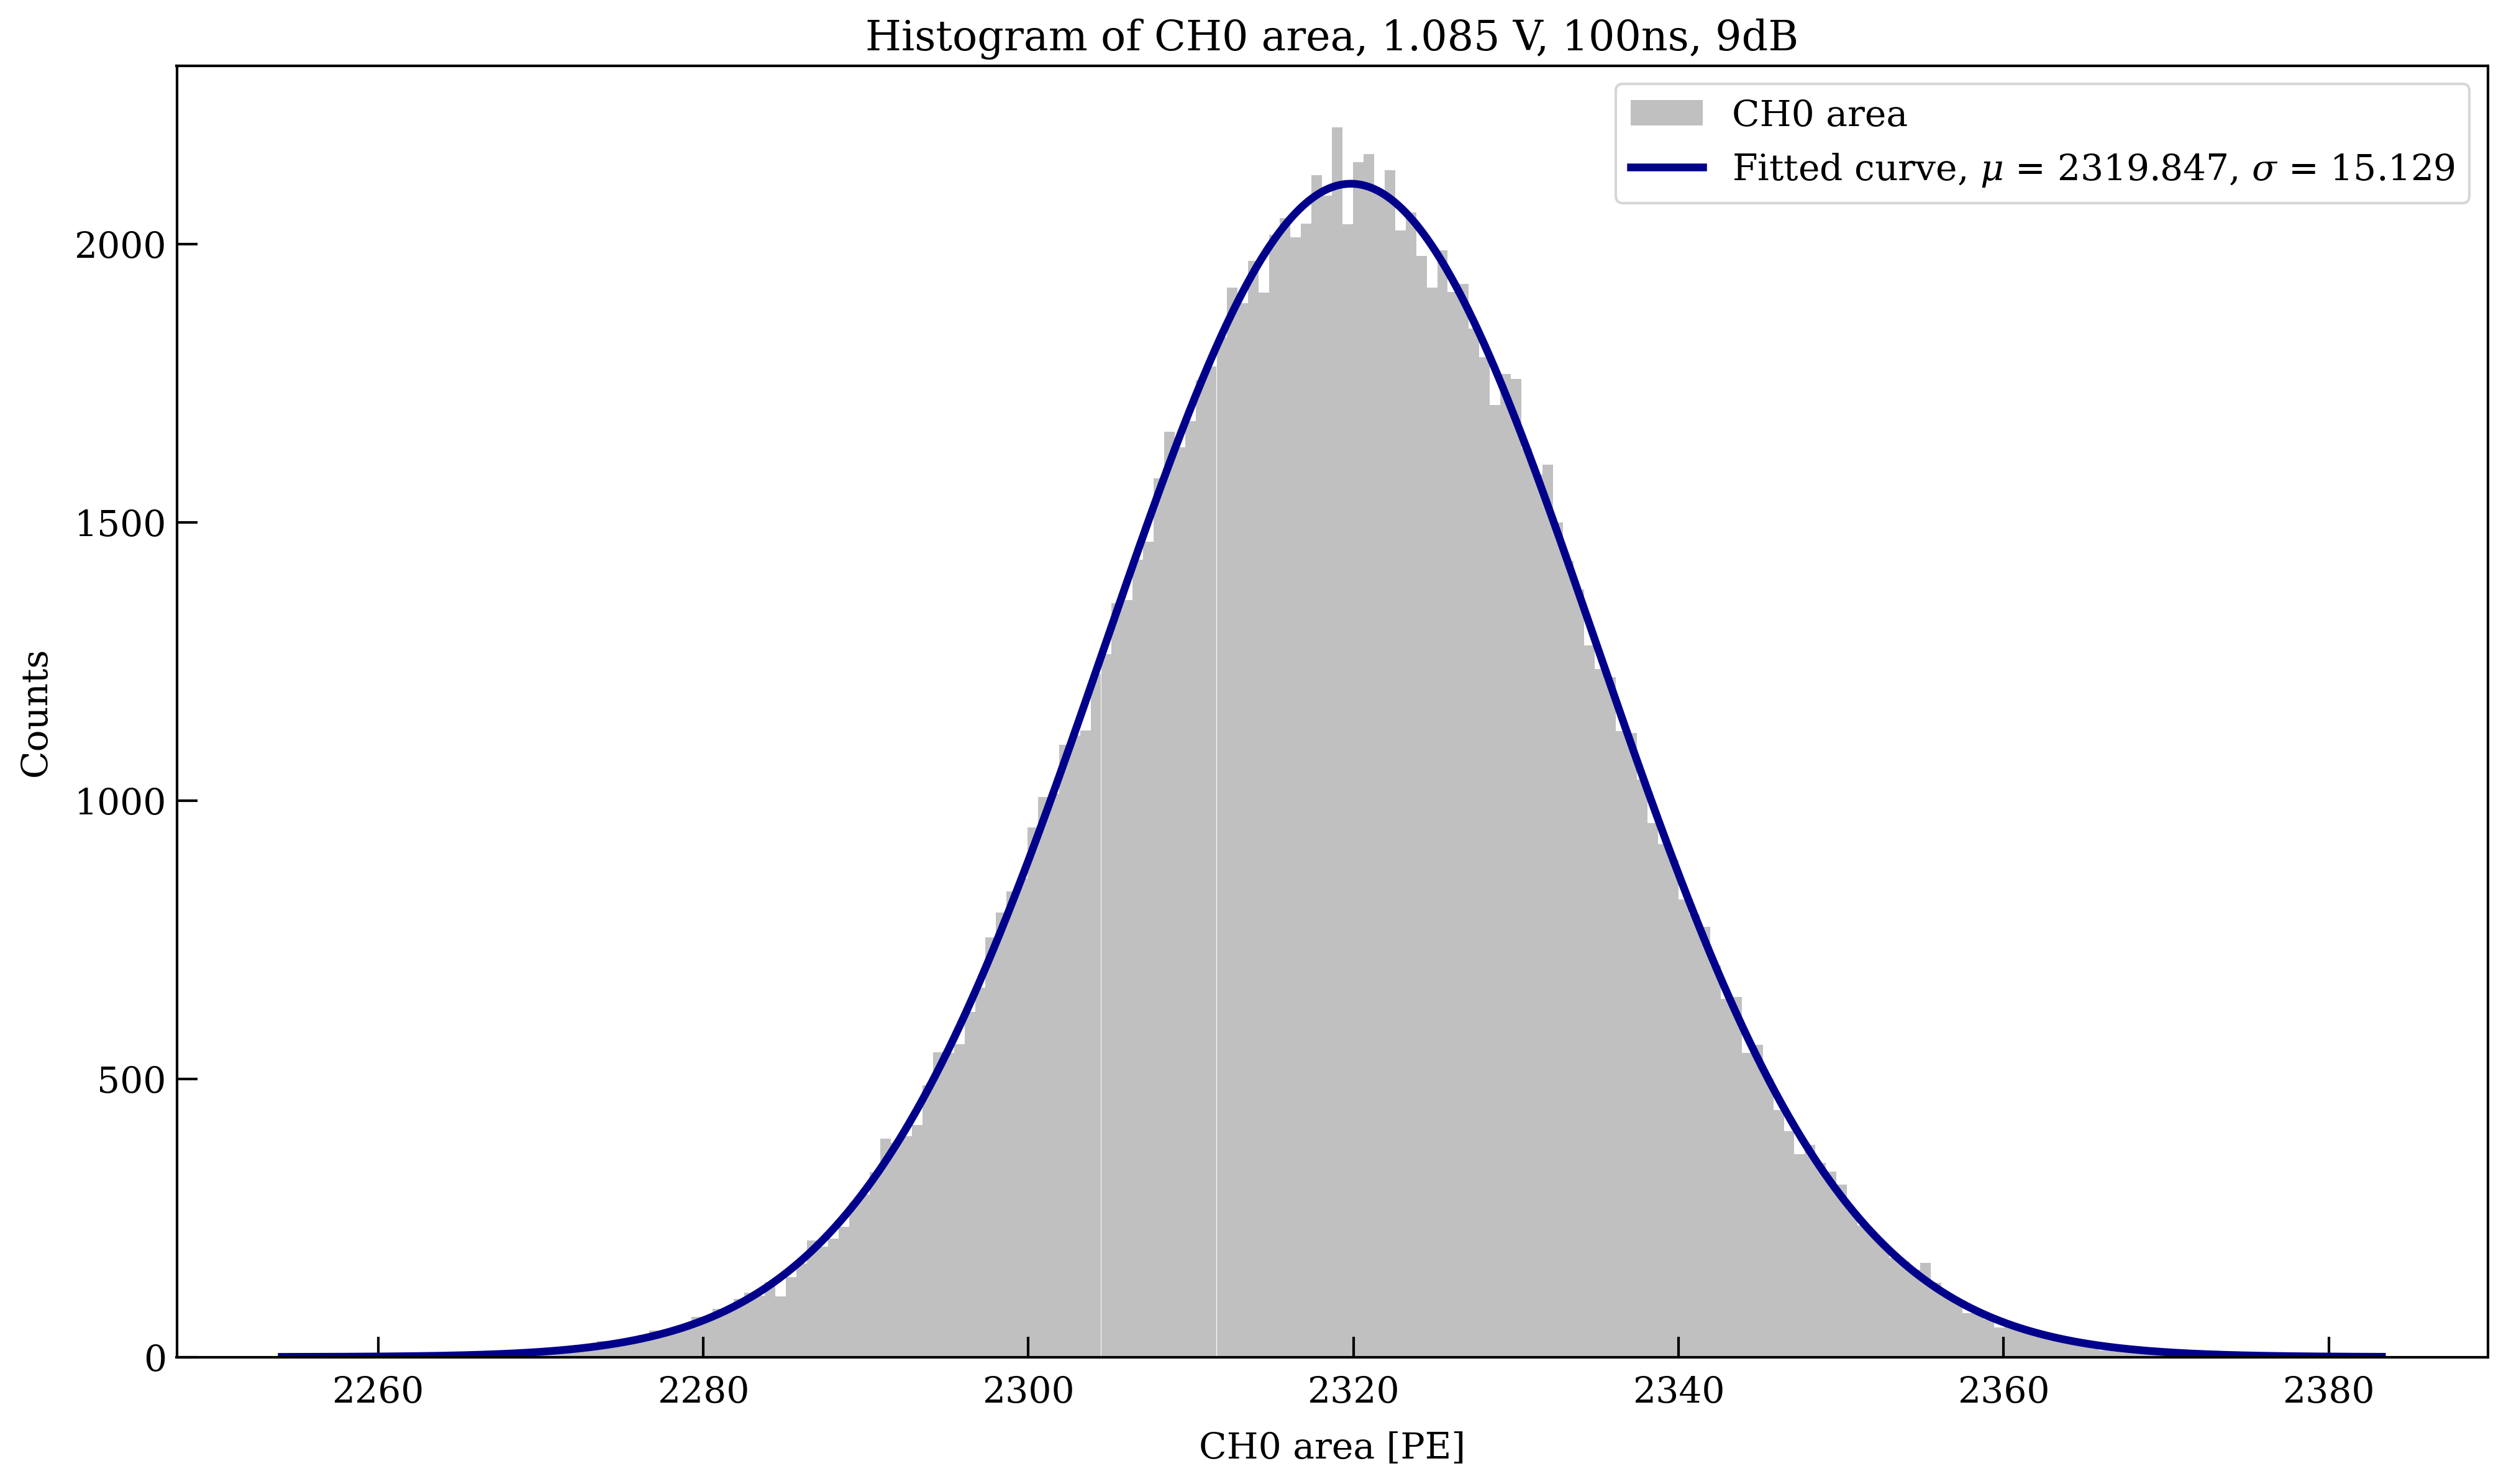 Histogram of CH0 area, 1.085 V, 100ns, 9dB
CH0 area
Fitted curve, μ = 2319.847, σ = 15.129
Counts
2000
1500
1000
500
0
2260 2280 2300 2320 2340 2360 2380
CH0 area [PE]